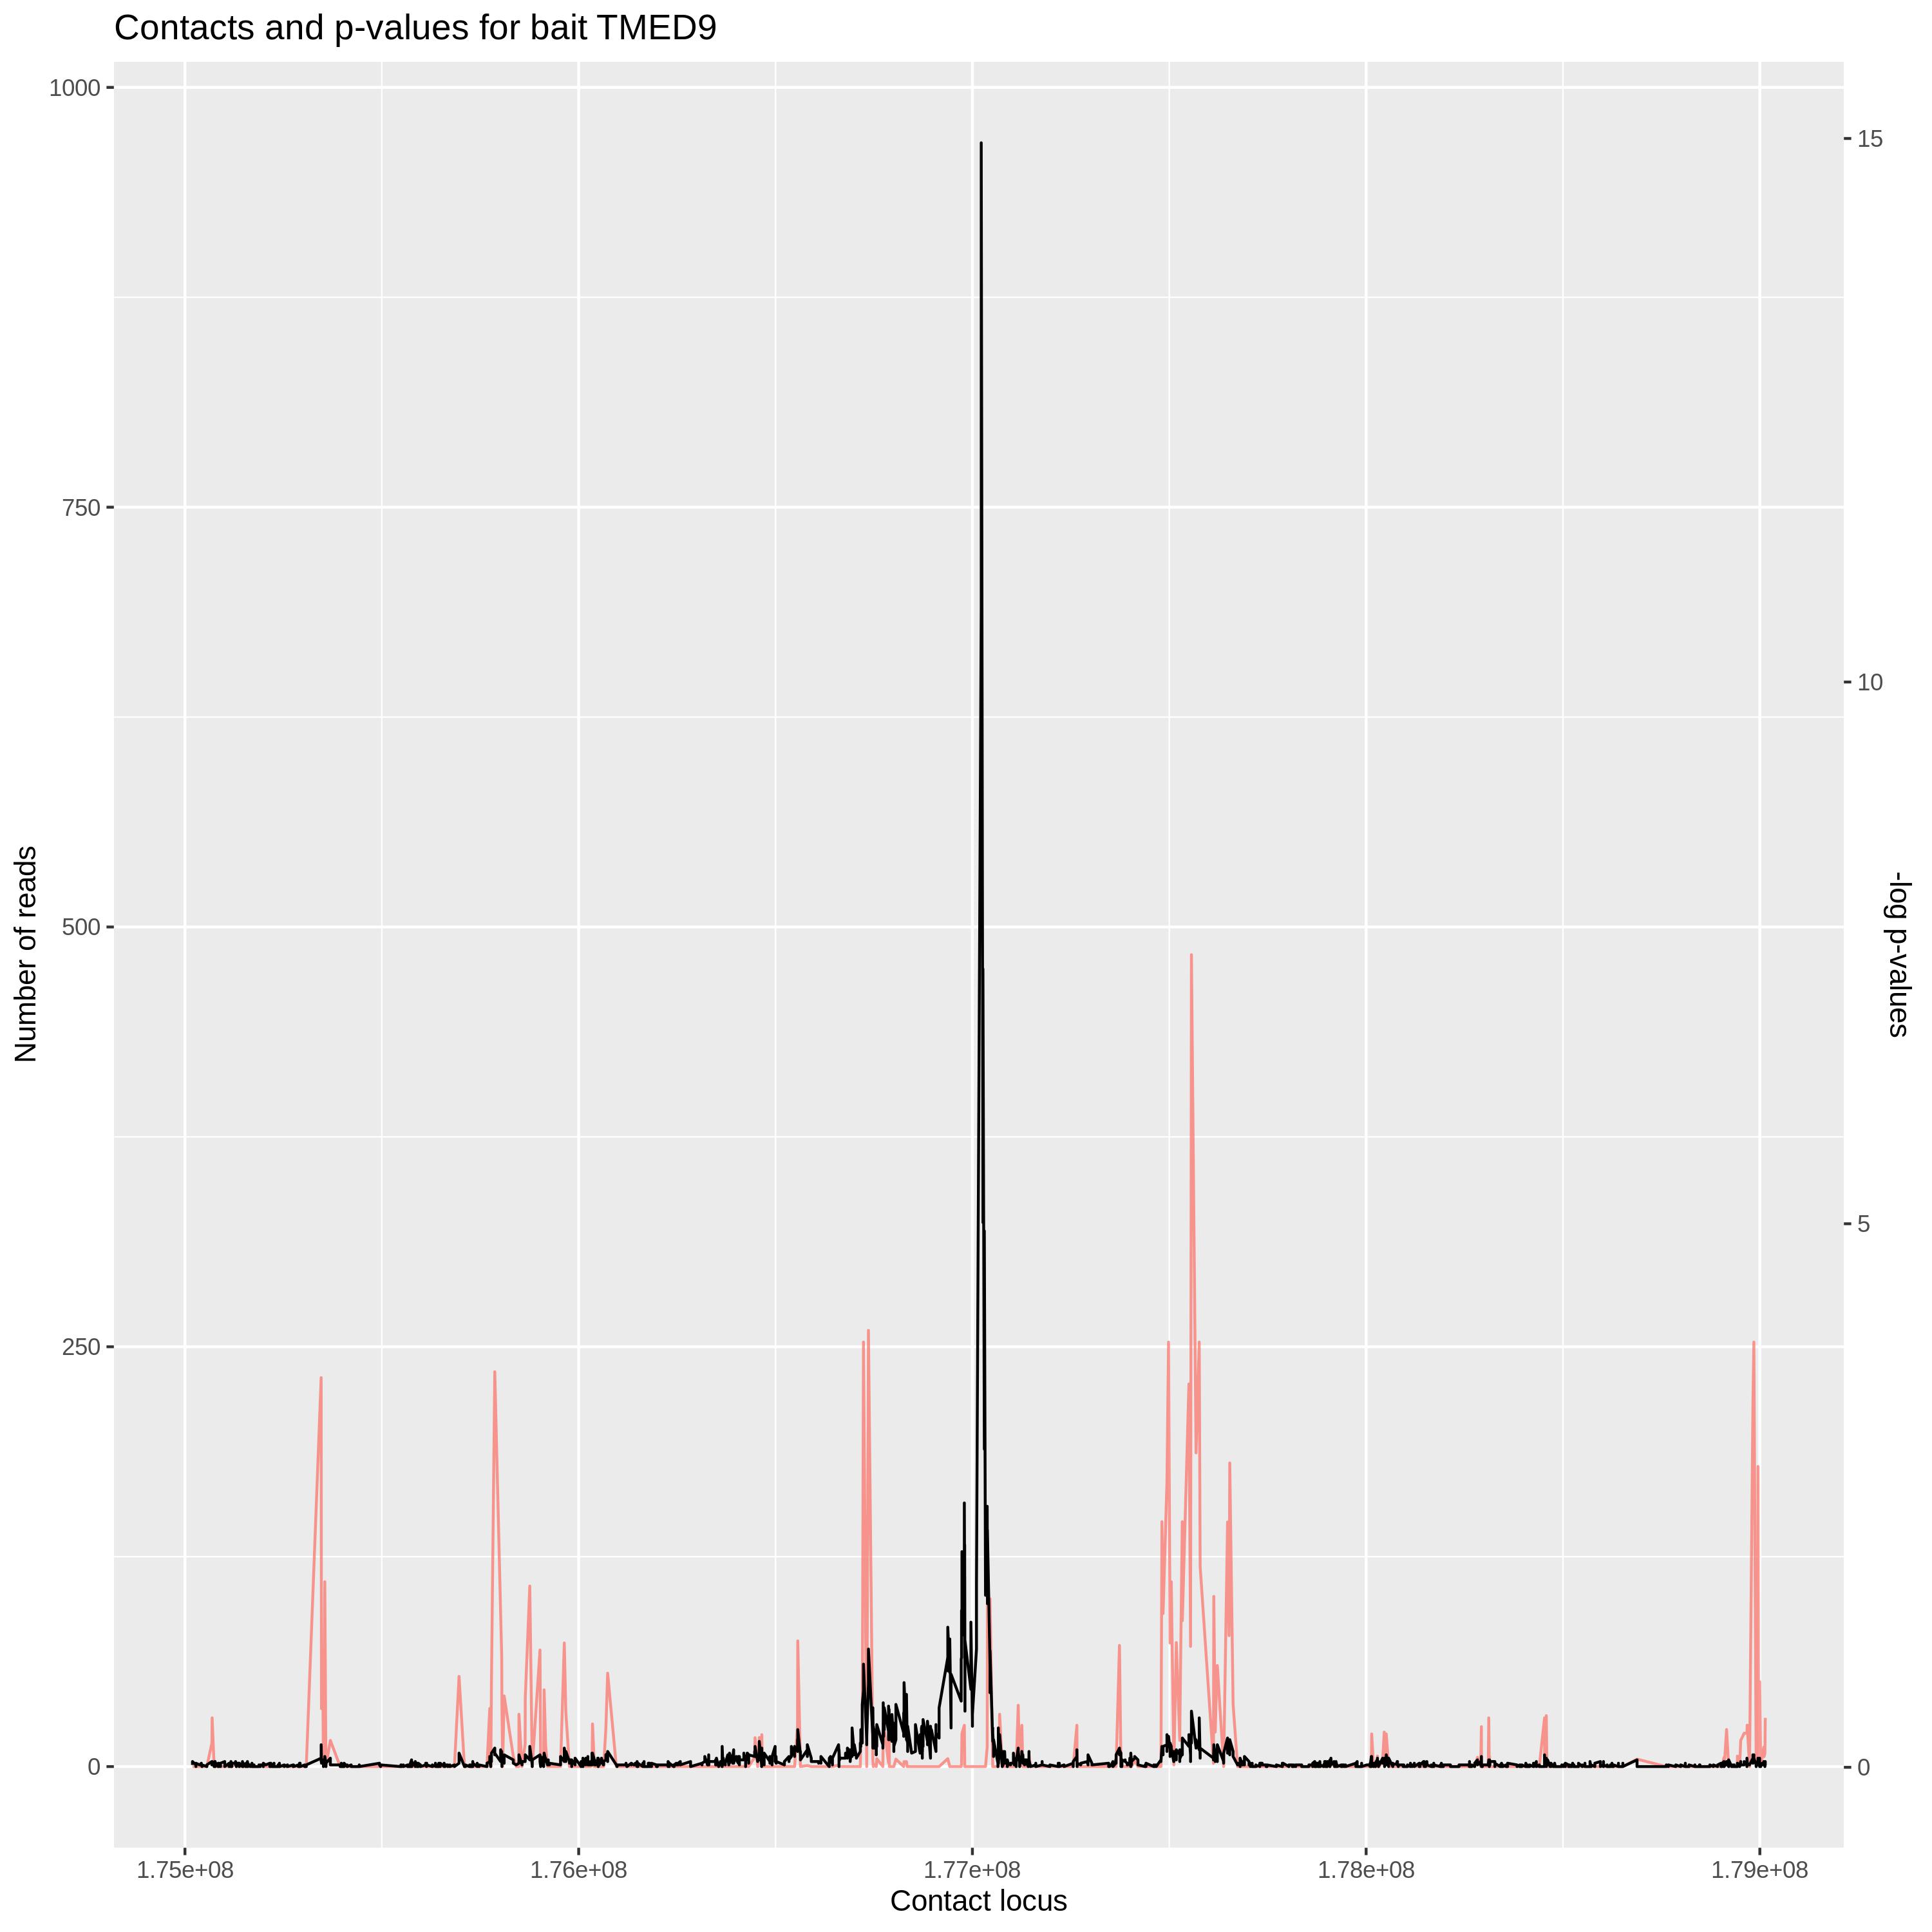 Contacts and p-values for bait TMED9
1000
750
500
250
0
Number of reads
15
10
5
0
-log p-values
1.75e+08
1.76e+08
1.77e+08
1.78e+08
1.79e+08
Contact locus